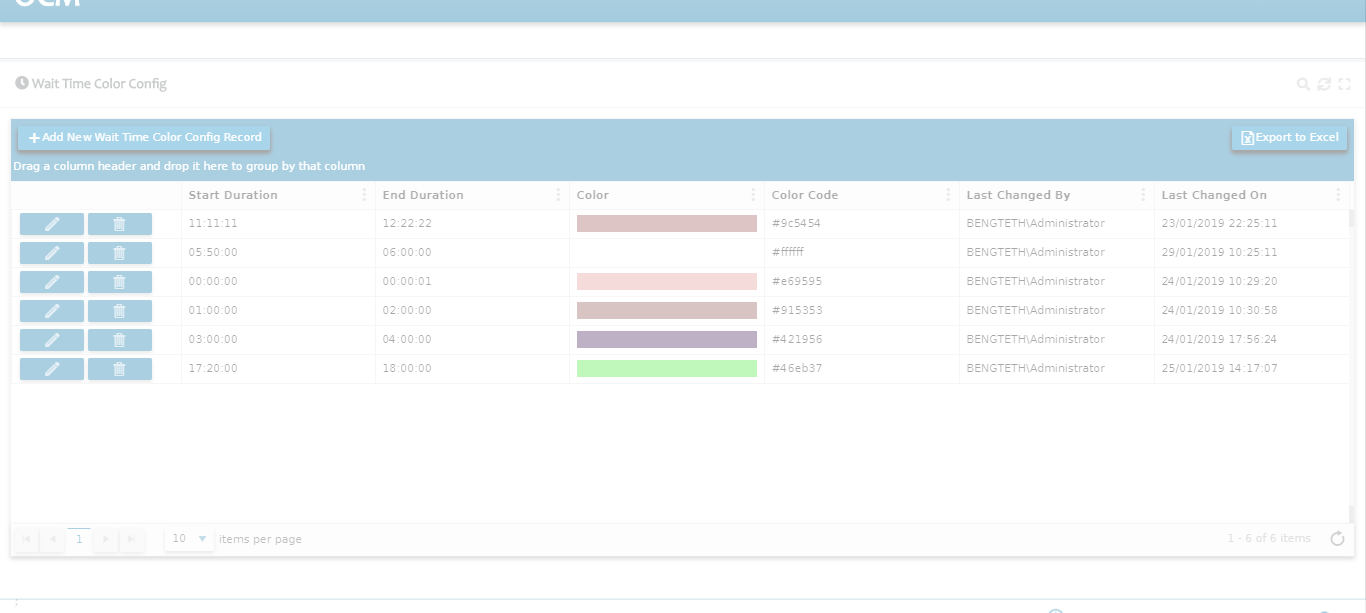 OCM
Wait Time Color Config
Add New Wait Time Color Config Record
Export to Excel
Drag a column header and drop it here to group by that column
Start Duration End Duration Color Color Code Last Changed By Last Changed On
11:11:11 12:22:22 #9c5454 BENGTETH\Administrator 23/01/2019 22:25:11
05:50:00 06:00:00 #ffffff BENGTETH\Administrator 29/01/2019 10:25:11
00:00:00 00:00:01 #e69595 BENGTETH\Administrator 24/01/2019 10:29:20
01:00:00 02:00:00 #915353 BENGTETH\Administrator 24/01/2019 10:30:58
03:00:00 04:00:00 #421956 BENGTETH\Administrator 24/01/2019 17:56:24
17:20:00 18:00:00 #46eb37 BENGTETH\Administrator 25/01/2019 14:17:07
1 10 items per page 1 - 6 of 6 items